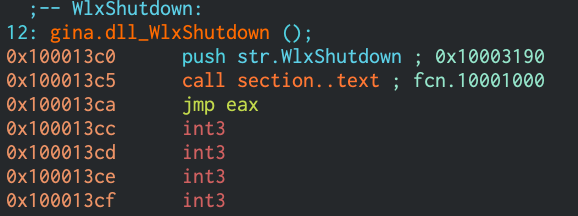 ;-- WlxShutdown:
12: gina.dll_WlxShutdown ();
0x100013c0 push str.WlxShutdown ; 0x10003190
0x100013c5 call section..text ; fcn.10001000
0x100013ca jmp eax
0x100013cc int3
0x100013cd int3
0x100013ce int3
0x100013cf int3